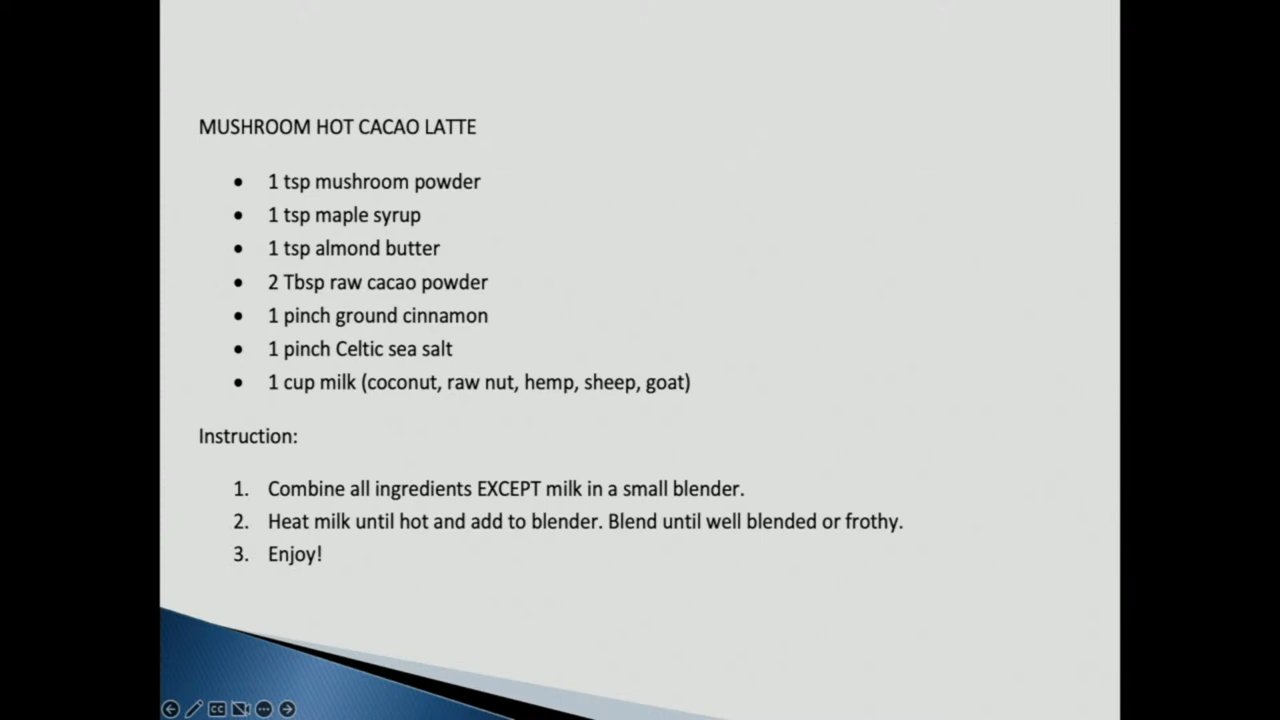 MUSHROOM HOT CACAO LATTE
• 1 tsp mushroom powder
• 1 tsp maple syrup
• 1 tsp almond butter
• 2 Tbsp raw cacao powder
• 1 pinch ground cinnamon
• 1 pinch Celtic sea salt
• 1 cup milk (coconut, raw nut, hemp, sheep, goat)
Instruction:
1. Combine all ingredients EXCEPT milk in a small blender.
2. Heat milk until hot and add to blender. Blend until well blended or frothy.
3. Enjoy!
CC